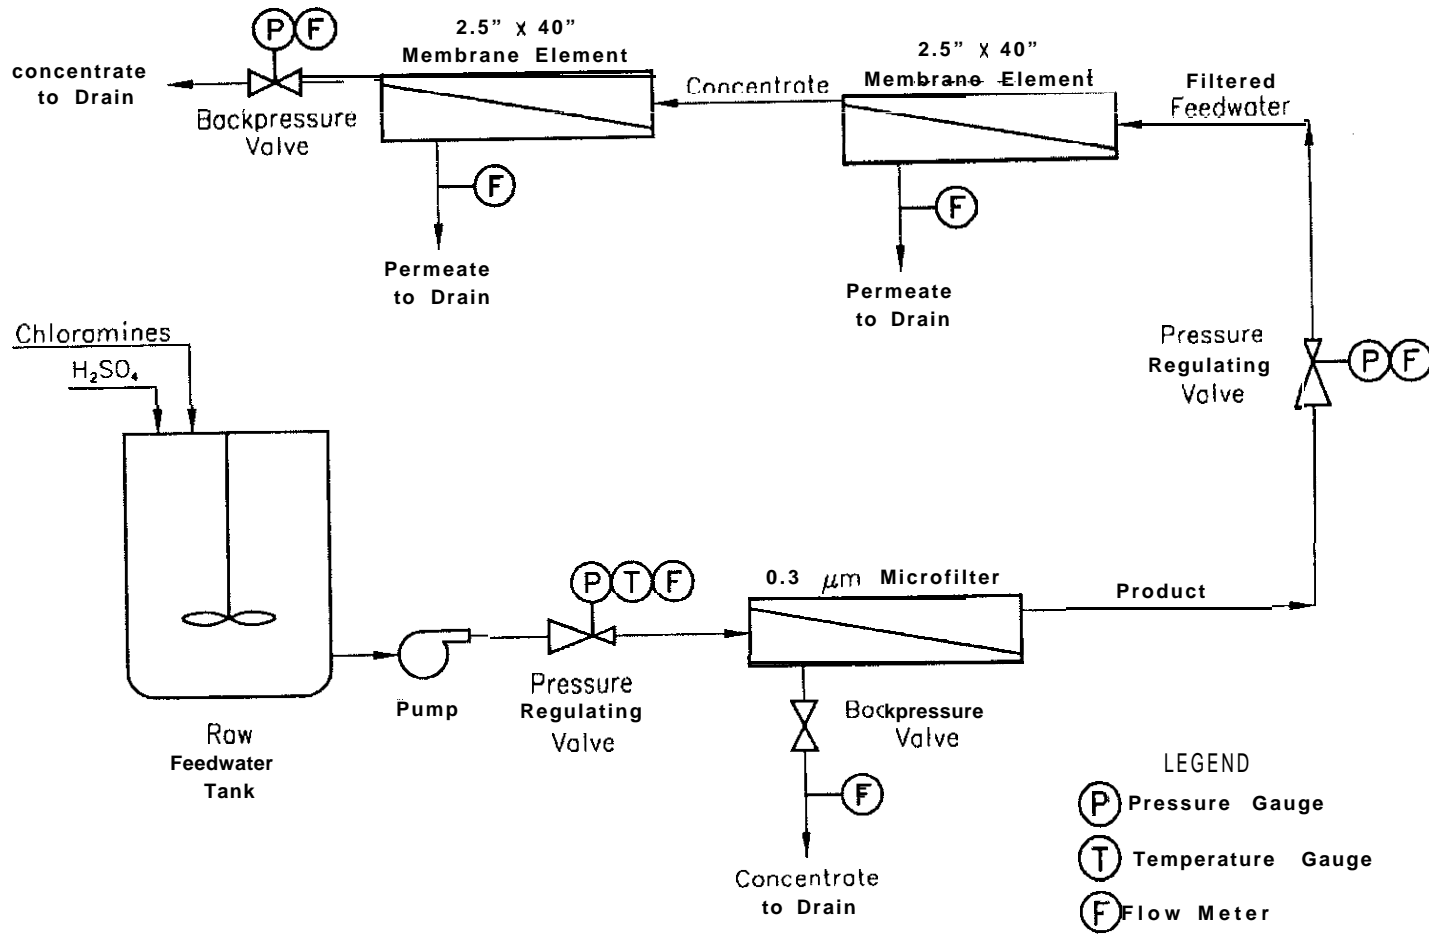 P F
2.5" X 40"
Membrane Element
2.5" X 40"
Membrane Element
concentrate
to Drain
Backpressure
Valve
Concentrate
Filtered
Feedwater
F
F
Permeate
to Drain
Permeate
to Drain
Chloramines
H₂SO₄
Pressure
Regulating
Valve
P F
P T F
0.3 μm Microfilter
Product
Pump
Pressure
Regulating
Valve
Backpressure
Valve
Raw
Feedwater
Tank
F
Concentrate
to Drain
LEGEND
P Pressure Gauge
T Temperature Gauge
F Flow Meter